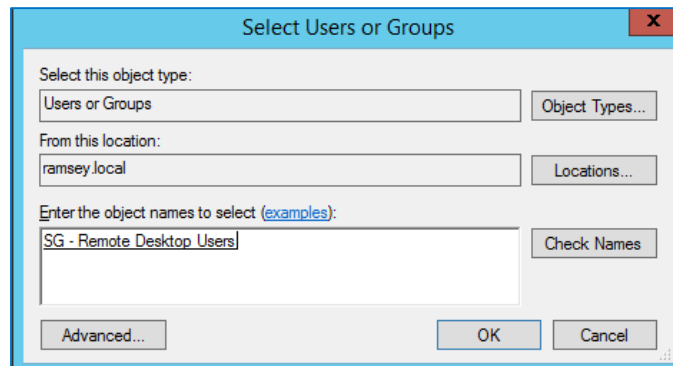 Select Users or Groups
x
Select this object type:
Users or Groups
Object Types...
From this location:
ramsey.local
Locations...
Enter the object names to select (examples):
SG - Remote Desktop Users
Check Names
Advanced...
OK
Cancel